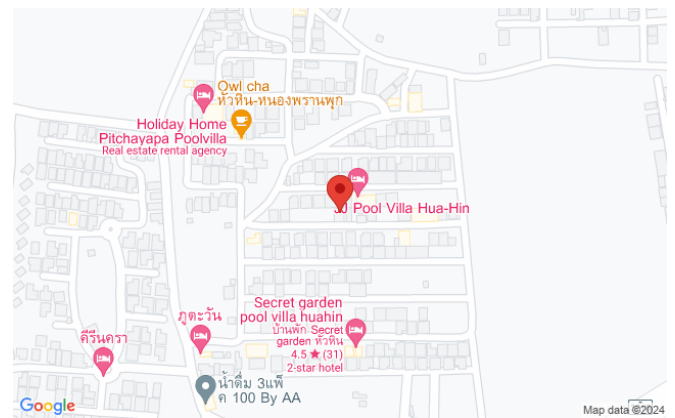 Owl cha
หัวหิน-หนองพรานพุก
Holiday Home
Pitchayapa Poolvilla
Real estate rental agency
JJ Pool Villa Hua-Hin
Secret garden
pool villa huahin
บ้านพัก Secret
garden หัวหิน
4.5 ★ (31)
2-star hotel
ภูตะวัน
คีรีนครา
น้ำดื่ม 3แพ็
ค 100 By AA
Google
Map data ©2024